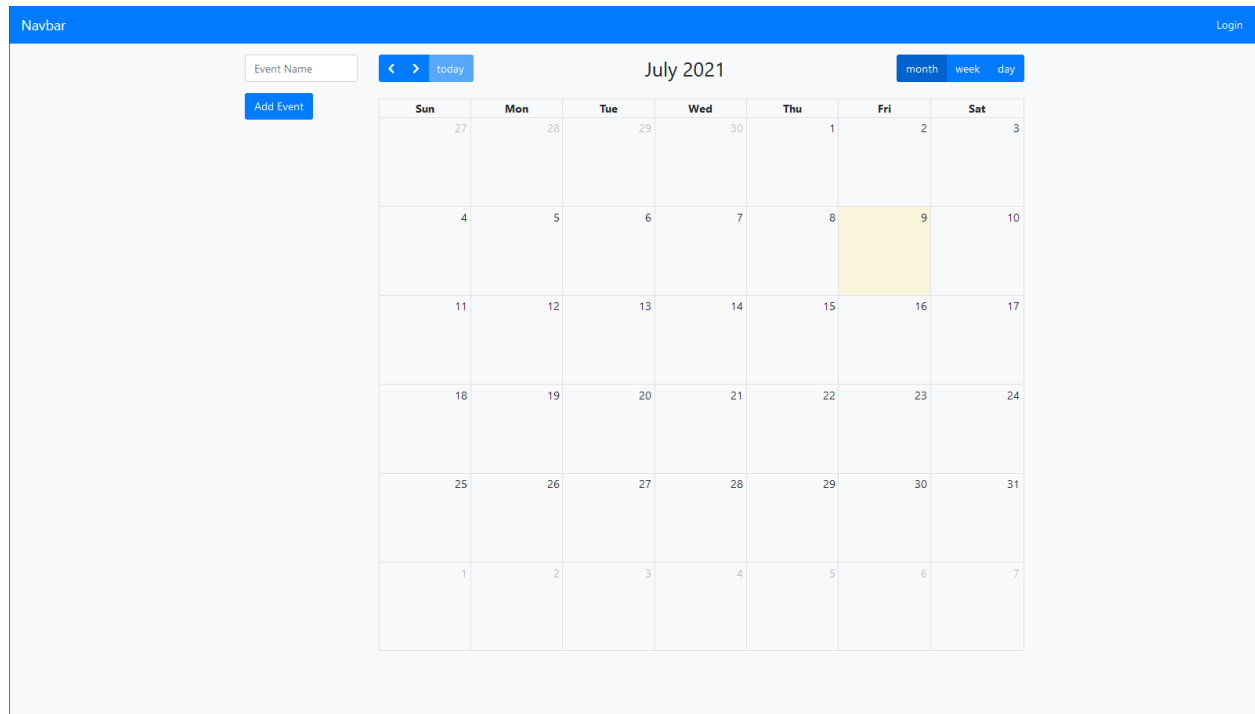 Navbar Login
Event Name today July 2021 month week day
Add Event
Sun Mon Tue Wed Thu Fri Sat
27 28 29 30 1 2 3
4 5 6 7 8 9 10
11 12 13 14 15 16 17
18 19 20 21 22 23 24
25 26 27 28 29 30 31
1 2 3 4 5 6 7